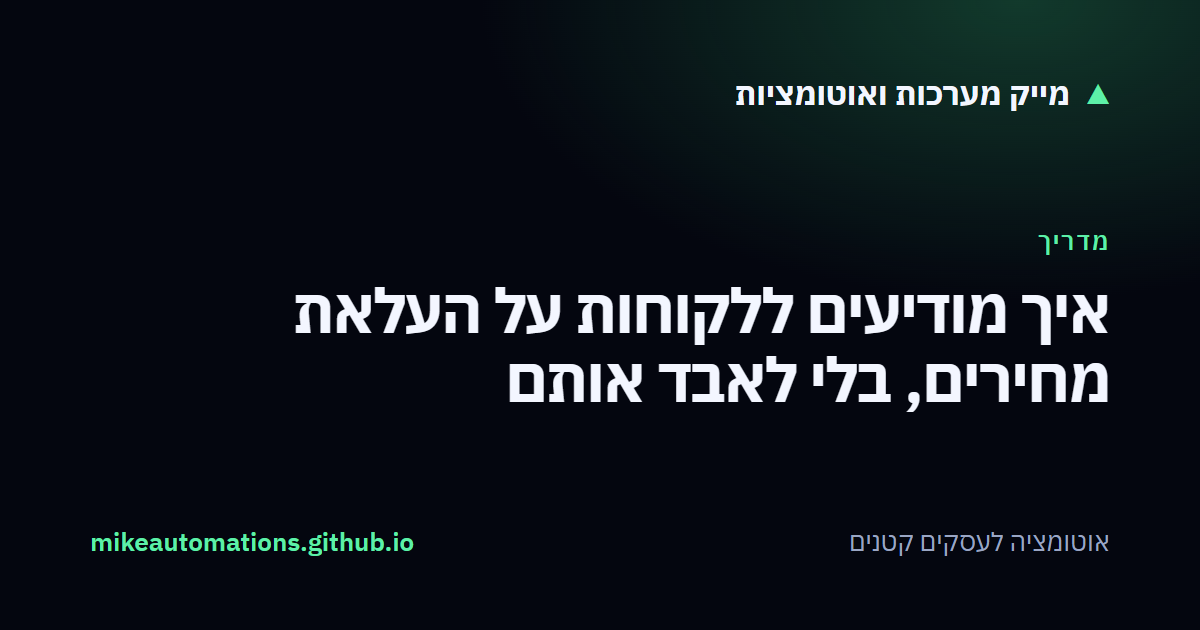 ▲ מייק מערכות ואוטומציות
מדריך
איך מודיעים ללקוחות על העלאת
מחירים, בלי לאבד אותם
אוטומציה לעסקים קטנים
mikeautomations.github.io